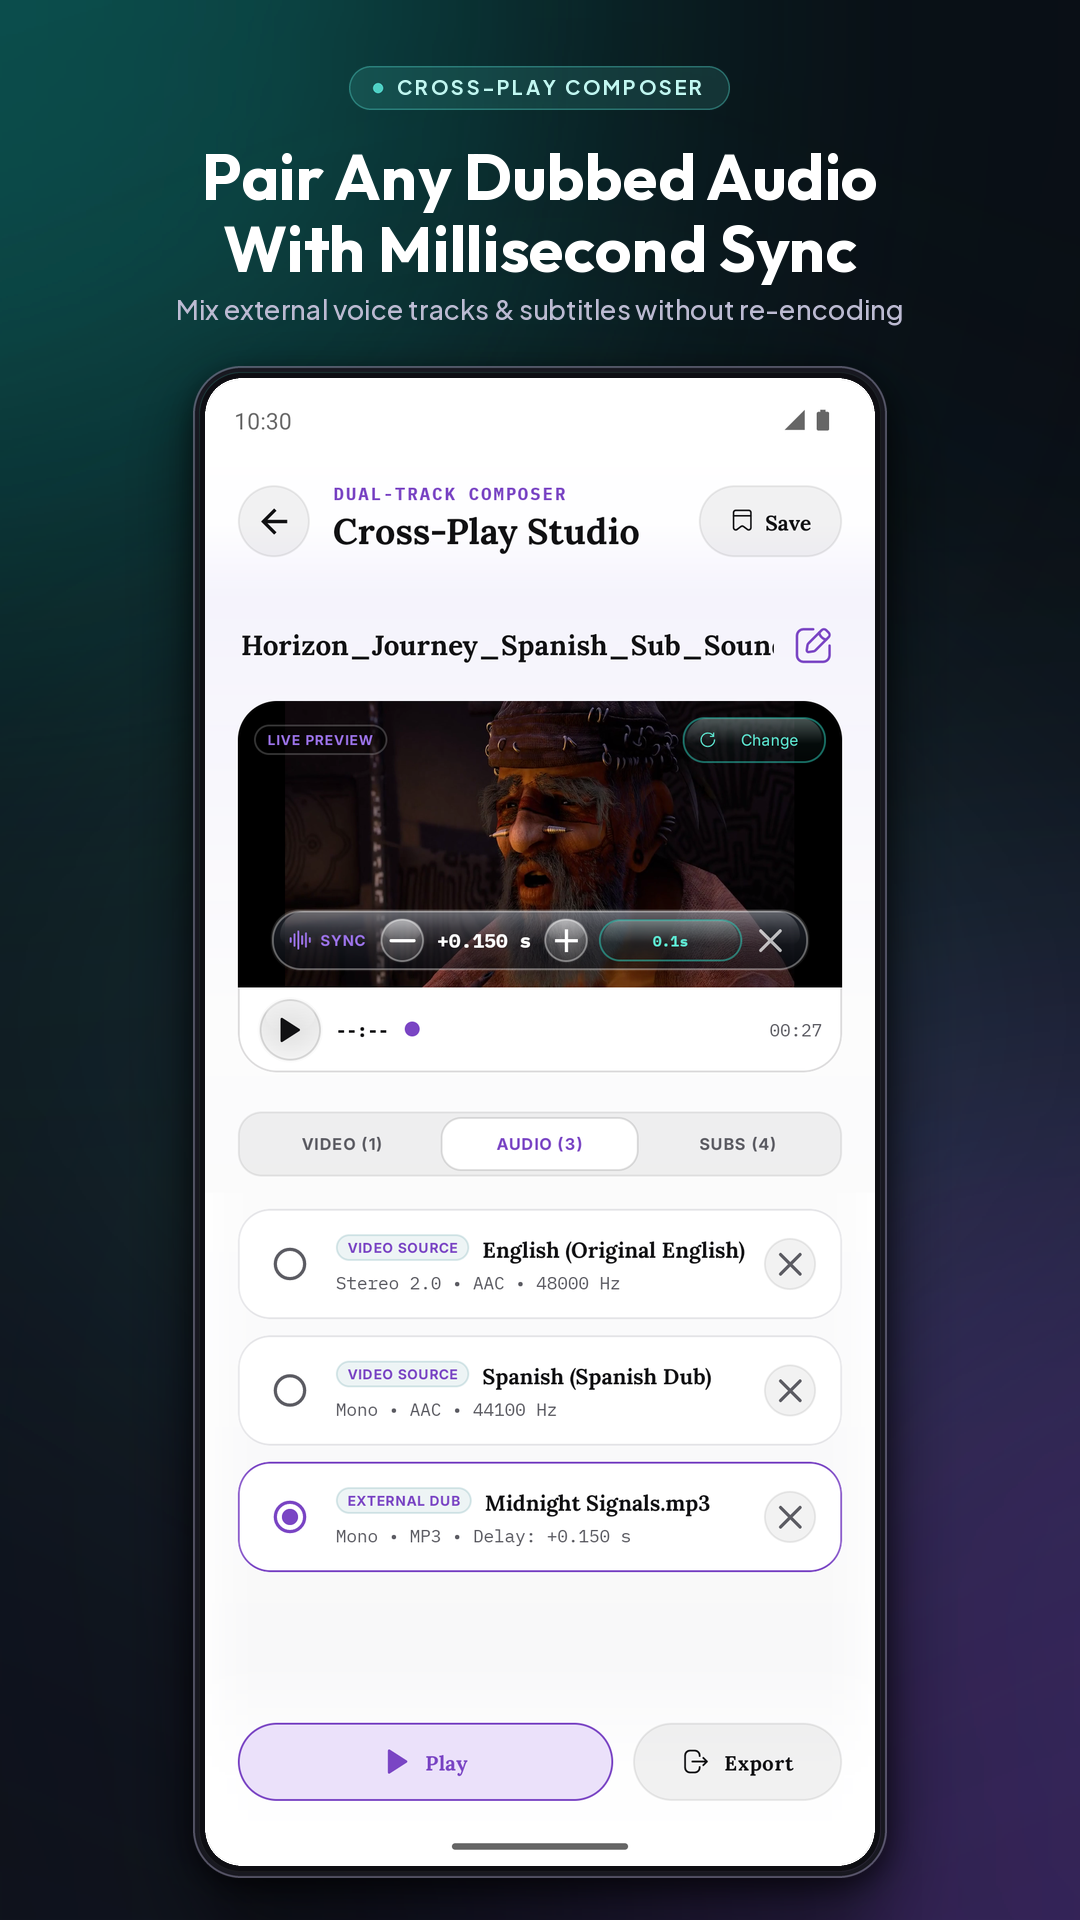 CROSS-PLAY COMPOSER
Pair Any Dubbed Audio
With Millisecond Sync
Mix external voice tracks & subtitles without re-encoding
10:30
DUAL-TRACK COMPOSER
Cross-Play Studio
Save
Horizon_Journey_Spanish_Sub_Soun
LIVE PREVIEW
Change
SYNC
+0.150 s
0.1s
--:--
00:27
VIDEO (1)
AUDIO (3)
SUBS (4)
VIDEO SOURCE English (Original English)
Stereo 2.0 • AAC • 48000 Hz
VIDEO SOURCE Spanish (Spanish Dub)
Mono • AAC • 44100 Hz
EXTERNAL DUB Midnight Signals.mp3
Mono • MP3 • Delay: +0.150 s
Play
Export